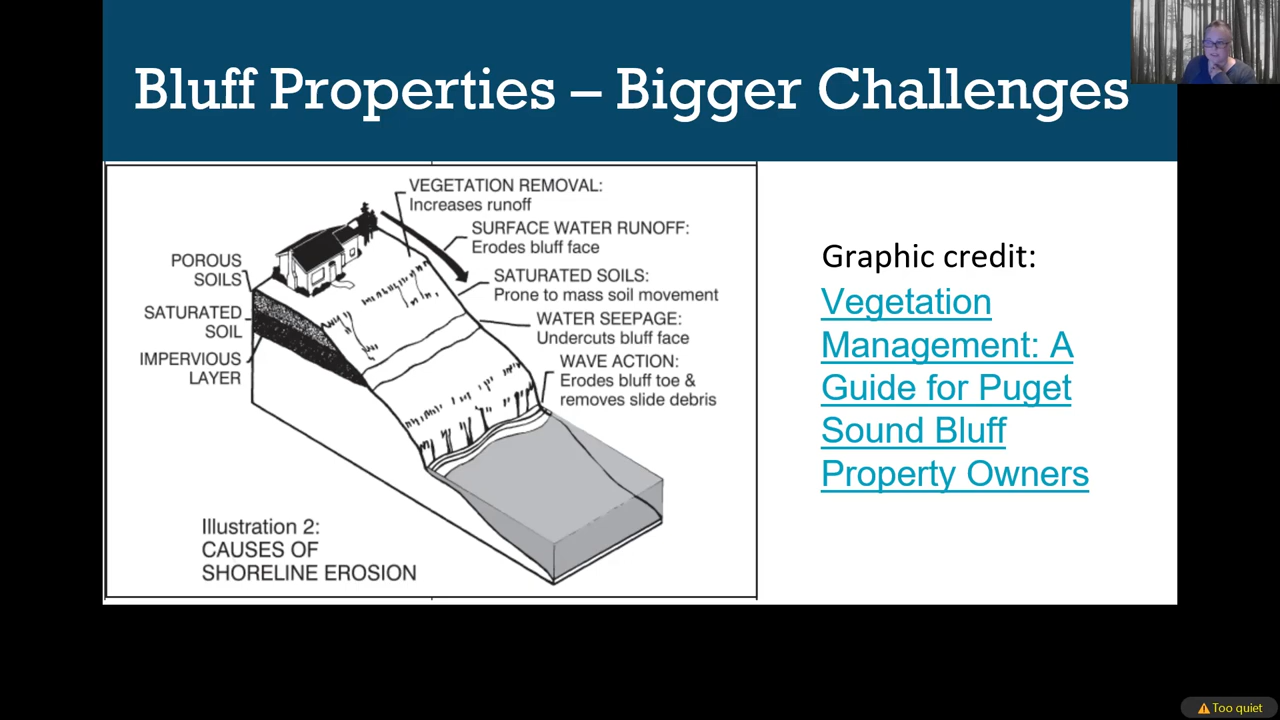 Bluff Properties – Bigger Challenges
VEGETATION REMOVAL:
Increases runoff
SURFACE WATER RUNOFF:
Erodes bluff face
SATURATED SOILS:
Prone to mass soil movement
WATER SEEPAGE:
Undercuts bluff face
WAVE ACTION:
Erodes bluff toe &
removes slide debris
POROUS
SOILS
SATURATED
SOIL
IMPERVIOUS
LAYER
Illustration 2:
CAUSES OF
SHORELINE EROSION
Graphic credit:
Vegetation
Management: A
Guide for Puget
Sound Bluff
Property Owners
Too quiet